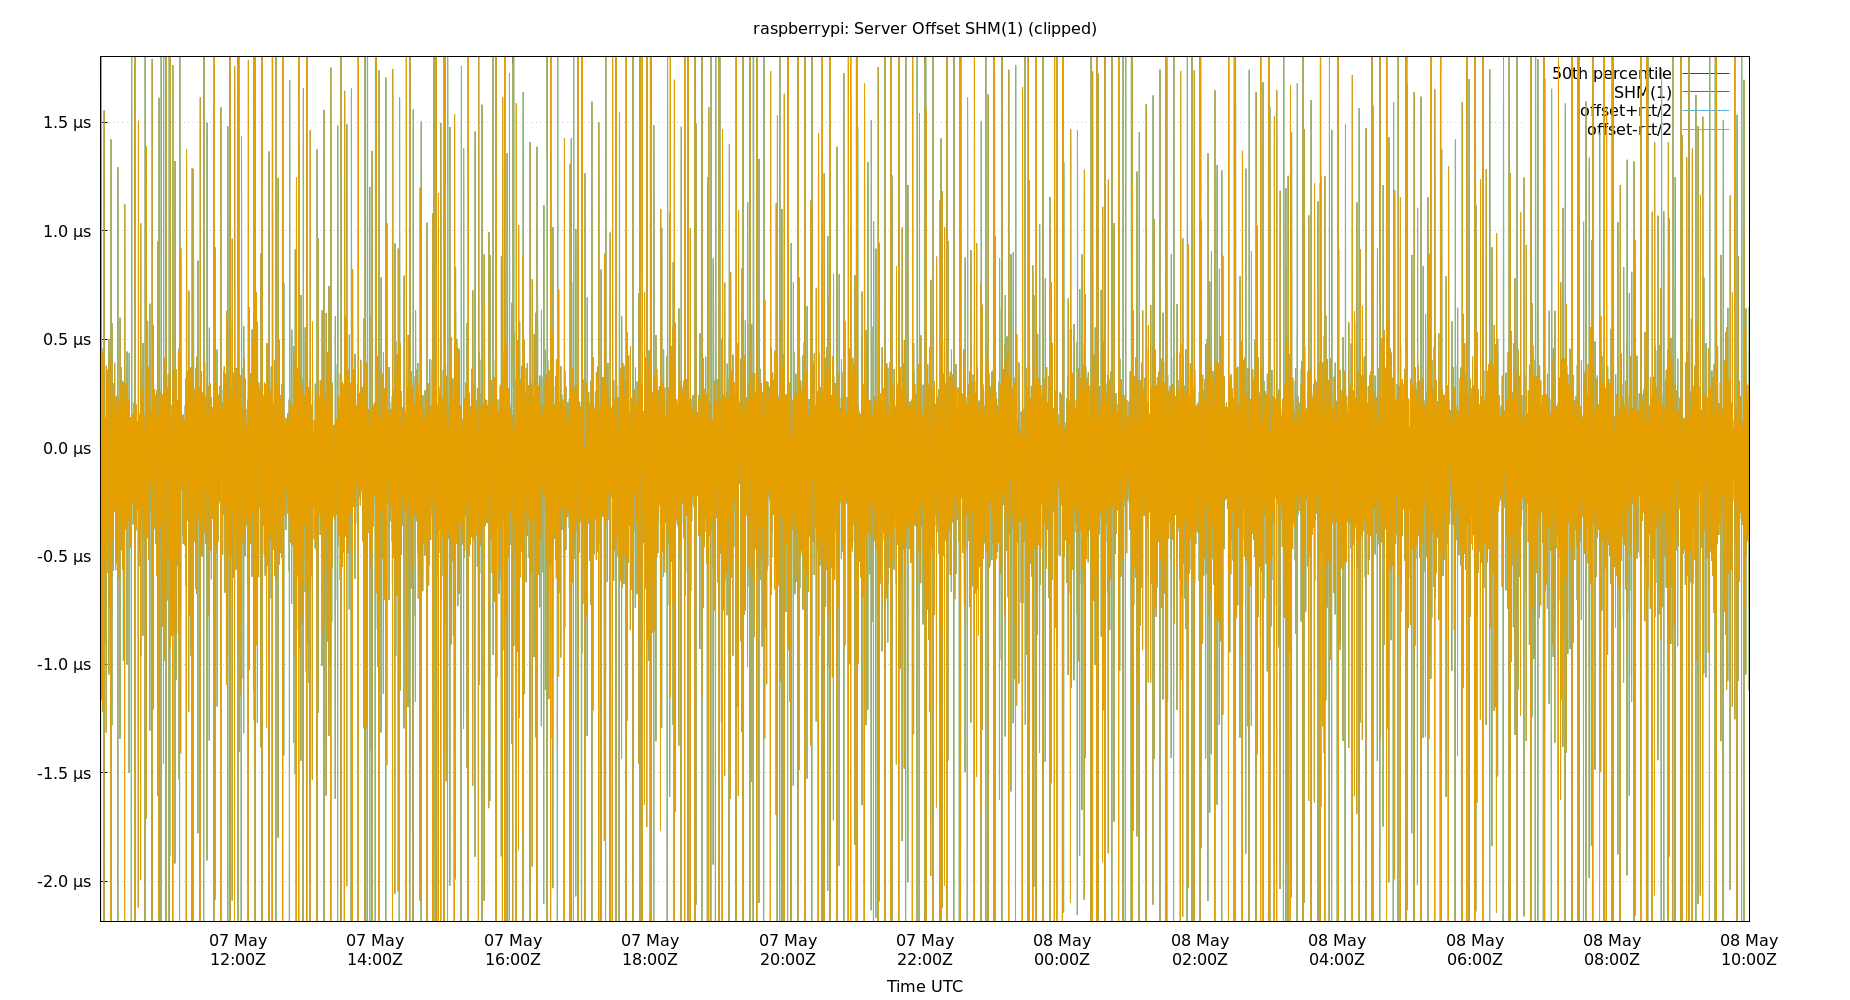 raspberrypi: Server Offset SHM(1) (clipped)
50th percentile
SHM(1)
offset+rtt/2
offset-rtt/2
1.5 µs
1.0 µs
0.5 µs
0.0 µs
-0.5 µs
-1.0 µs
-1.5 µs
-2.0 µs
07 May 07 May 07 May 07 May 07 May 07 May 08 May 08 May 08 May 08 May 08 May 08 May
12:00Z 14:00Z 16:00Z 18:00Z 20:00Z 22:00Z 00:00Z 02:00Z 04:00Z 06:00Z 08:00Z 10:00Z
Time UTC